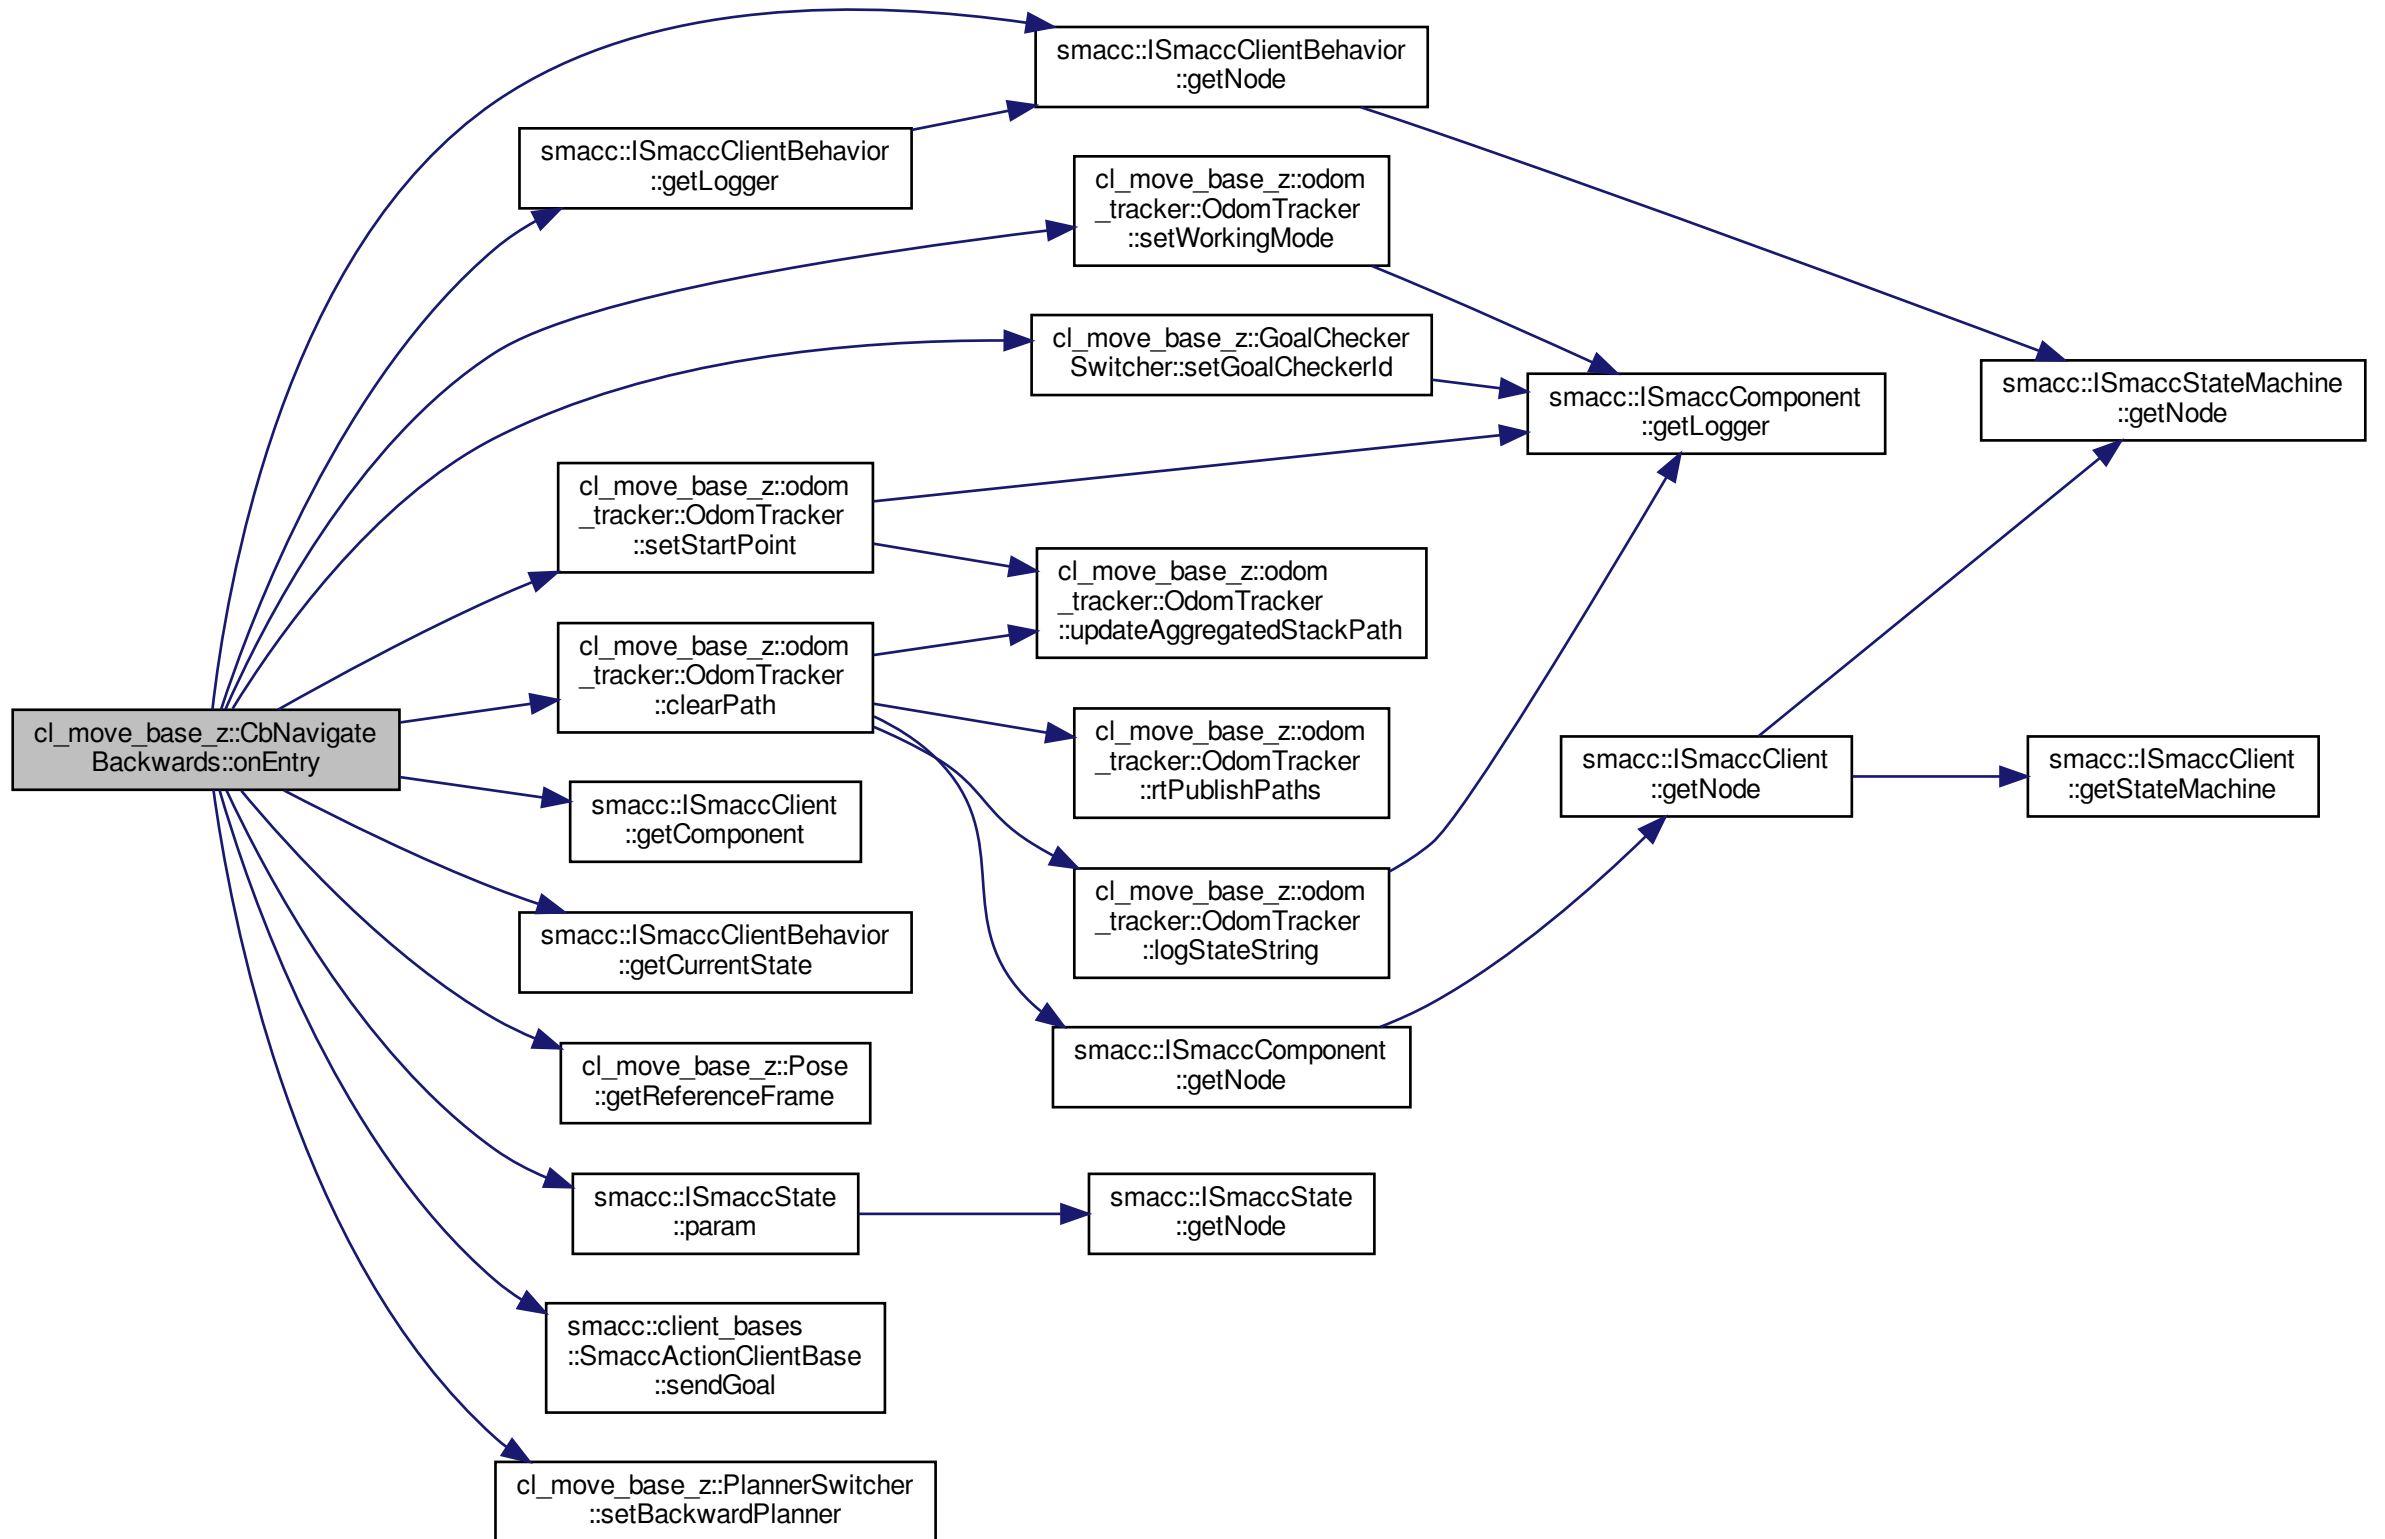 smacc::ISmaccClientBehavior
::getNode
smacc::ISmaccClientBehavior
::getLogger
cl_move_base_z::odom
_tracker::OdomTracker
::setWorkingMode
cl_move_base_z::GoalChecker
Switcher::setGoalCheckerId
smacc::ISmaccComponent
::getLogger
smacc::ISmaccStateMachine
::getNode
cl_move_base_z::odom
_tracker::OdomTracker
::setStartPoint
cl_move_base_z::odom
_tracker::OdomTracker
::updateAggregatedStackPath
cl_move_base_z::odom
_tracker::OdomTracker
::clearPath
cl_move_base_z::CbNavigate
Backwards::onEntry
cl_move_base_z::odom
_tracker::OdomTracker
::rtPublishPaths
smacc::ISmaccClient
::getNode
smacc::ISmaccClient
::getStateMachine
smacc::ISmaccClient
::getComponent
cl_move_base_z::odom
_tracker::OdomTracker
::logStateString
smacc::ISmaccClientBehavior
::getCurrentState
smacc::ISmaccComponent
::getNode
cl_move_base_z::Pose
::getReferenceFrame
smacc::ISmaccState
::param
smacc::ISmaccState
::getNode
smacc::client_bases
::SmaccActionClientBase
::sendGoal
cl_move_base_z::PlannerSwitcher
::setBackwardPlanner